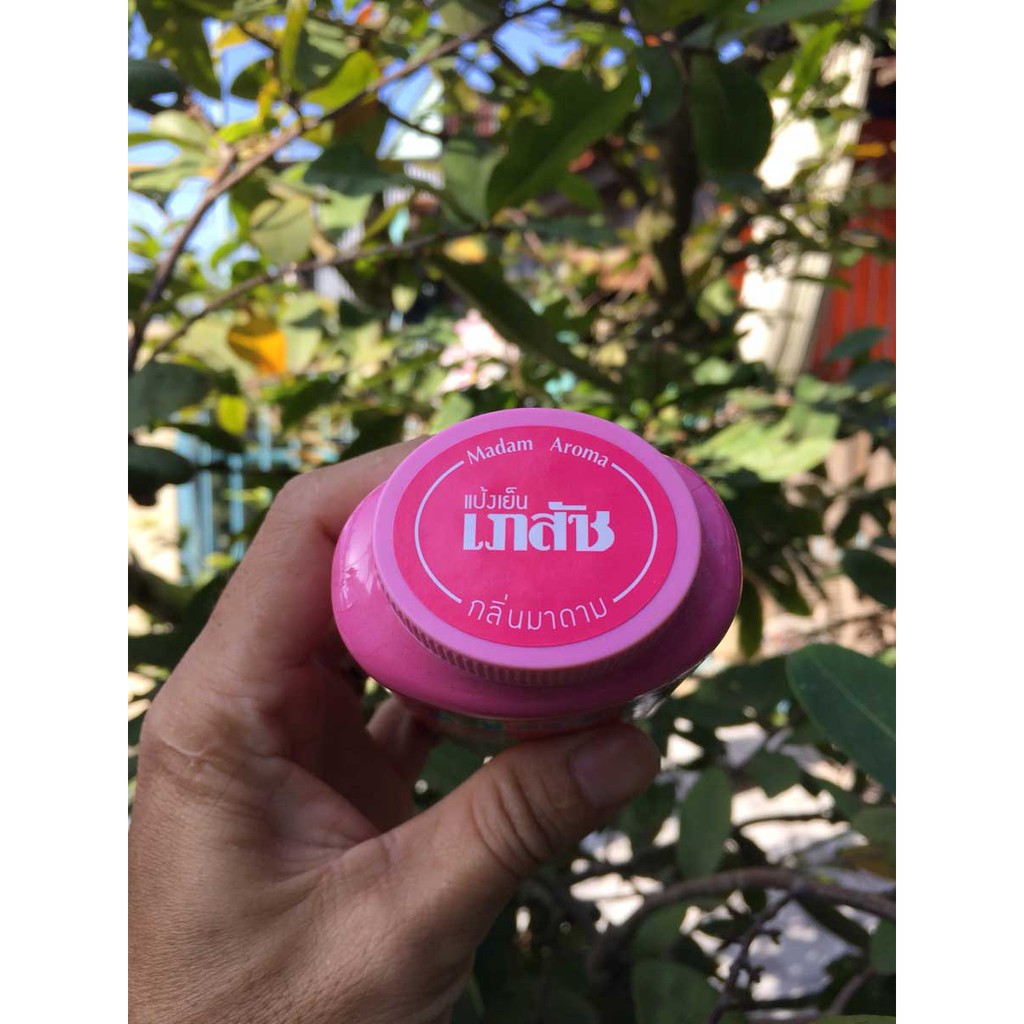 Madam Aroma
แป้งเย็น
เภสัช
กลิ่นมาดาม